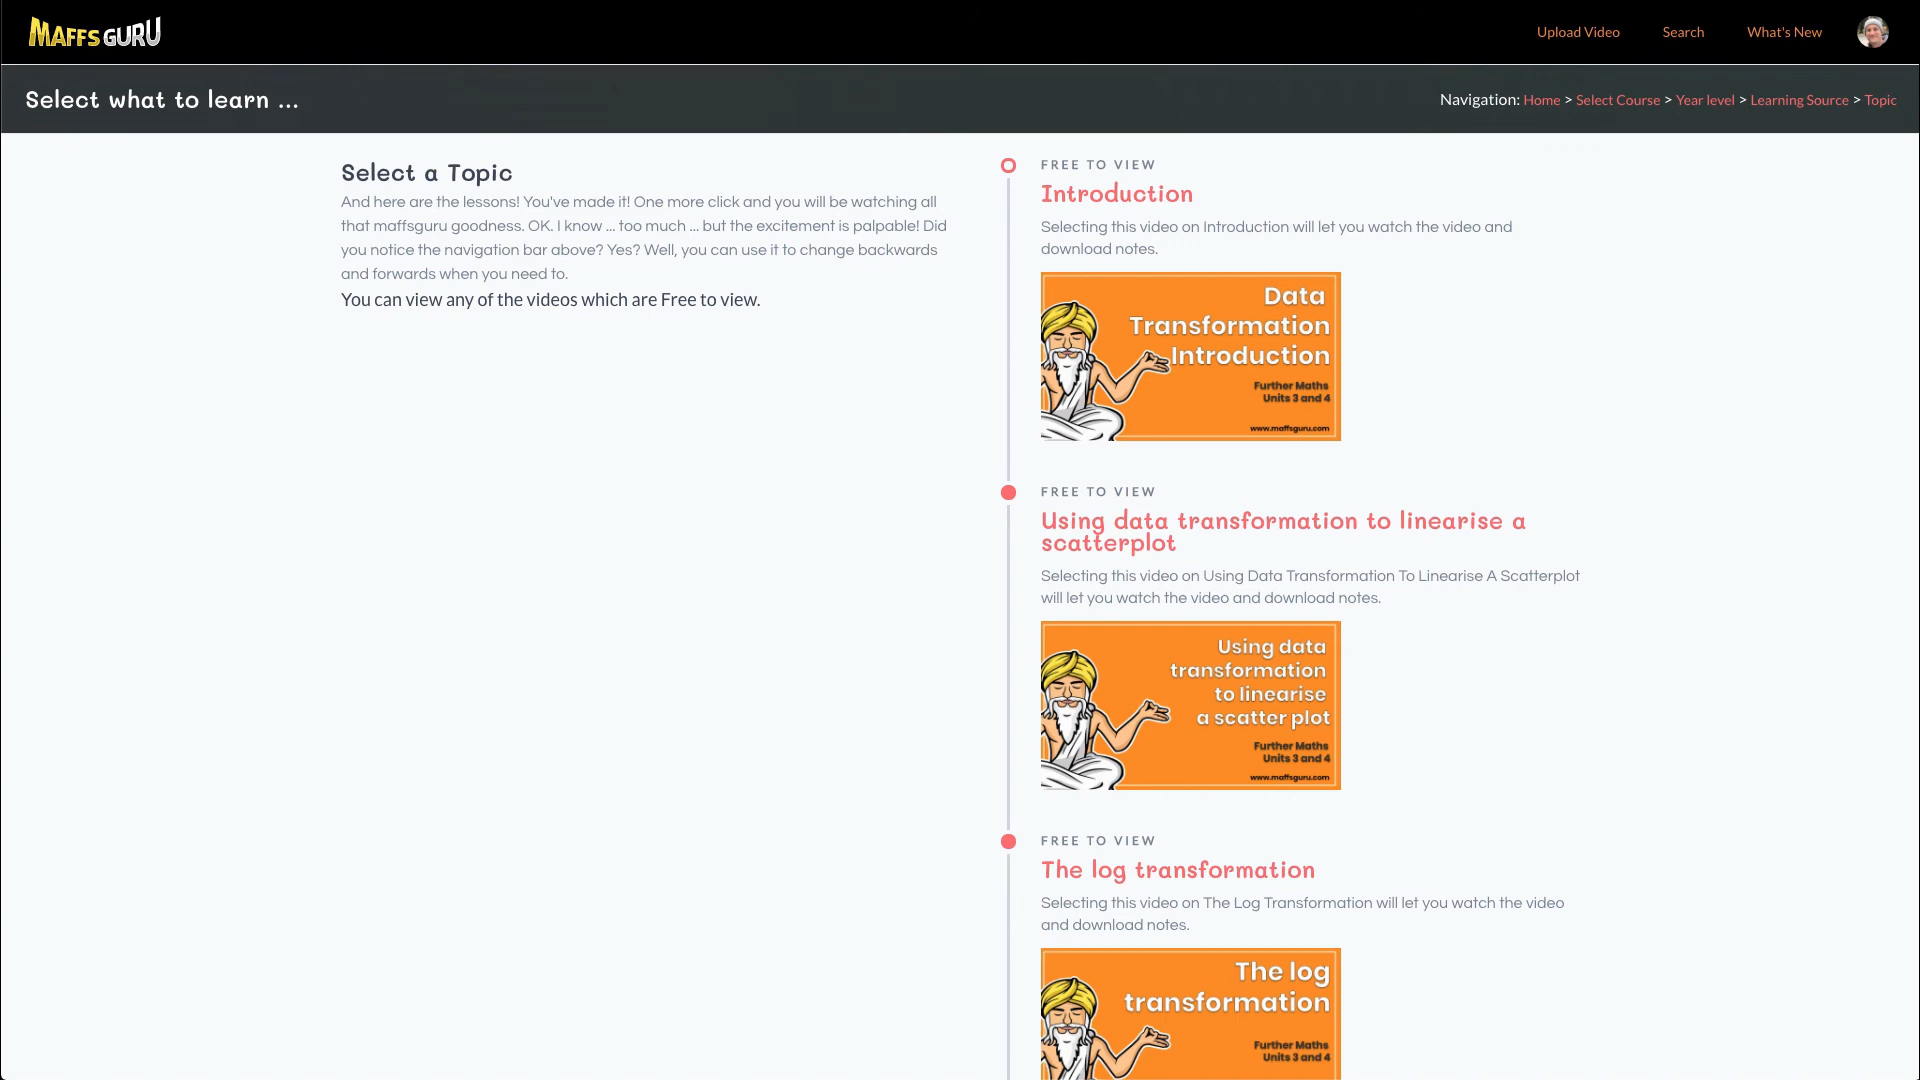 MAFFS GURU
Upload Video
Search
What's New
Select what to learn ...
Navigation: Home > Select Course > Year level > Learning Source > Topic
Select a Topic
And here are the lessons! You've made it! One more click and you will be watching all
that maffsguru goodness. OK. I know ... too much ... but the excitement is palpable! Did
you notice the navigation bar above? Yes? Well, you can use it to change backwards
and forwards when you need to.
You can view any of the videos which are Free to view.
FREE TO VIEW
Introduction
Selecting this video on Introduction will let you watch the video and
download notes.
Data
Transformation
Introduction
Further Maths
Units 3 and 4
www.maffsguru.com
FREE TO VIEW
Using data transformation to linearise a
scatterplot
Selecting this video on Using Data Transformation To Linearise A Scatterplot
will let you watch the video and download notes.
Using data
transformation
to linearise
a scatter plot
Further Maths
Units 3 and 4
www.maffsguru.com
FREE TO VIEW
The log transformation
Selecting this video on The Log Transformation will let you watch the video
and download notes.
The log
transformation
Further Maths
Units 3 and 4